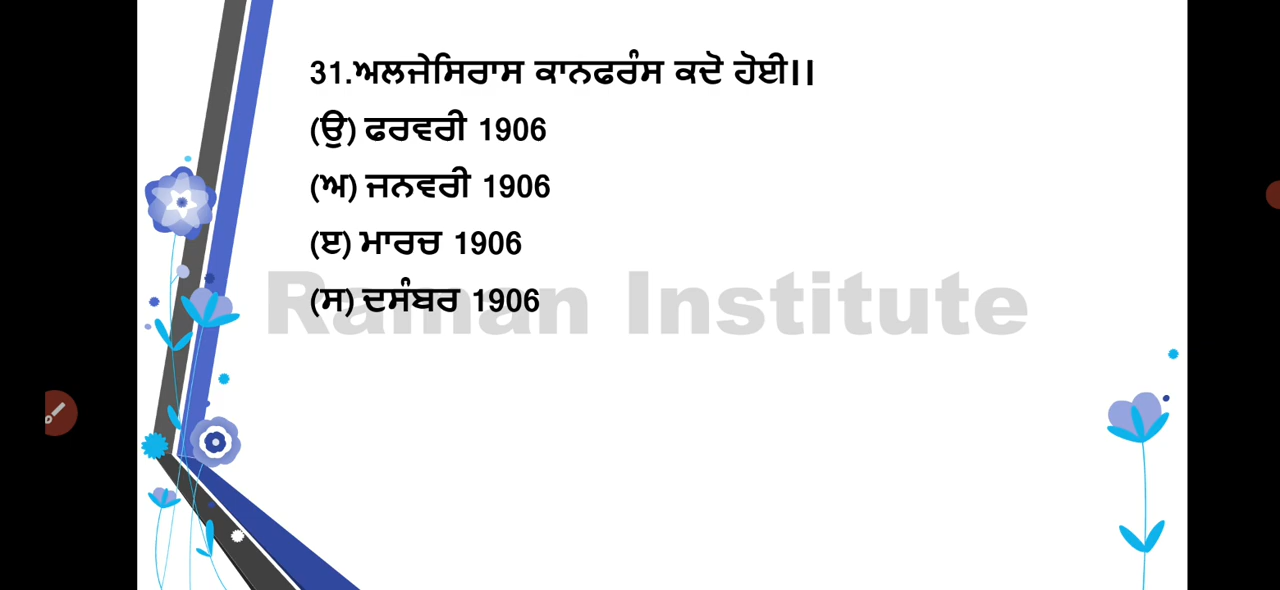 31.ਅਲਜੇਸਿਰਾਸ ਕਾਨਫਰੰਸ ਕਦੋ ਹੋਈ।।
(ੳ) ਫਰਵਰੀ 1906
(ਅ) ਜਨਵਰੀ 1906
(ੲ) ਮਾਰਚ 1906
(ਸ) ਦਸੰਬਰ 1906
Raman Institute